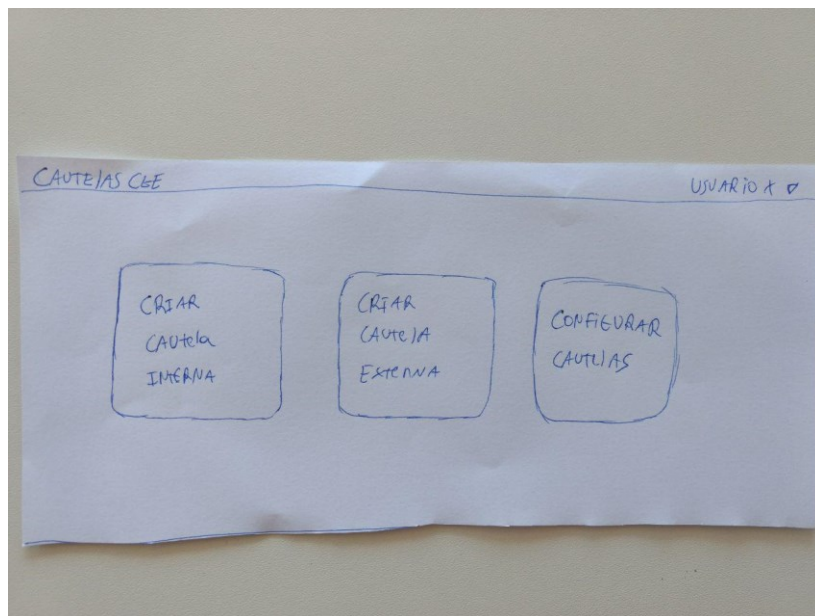 CAUTELAS CEE
USUARIO X
CRIAR
CAUTELA
INTERNA
CRIAR
CAUTELA
EXTERNA
CONFIGURAR
CAUTELAS